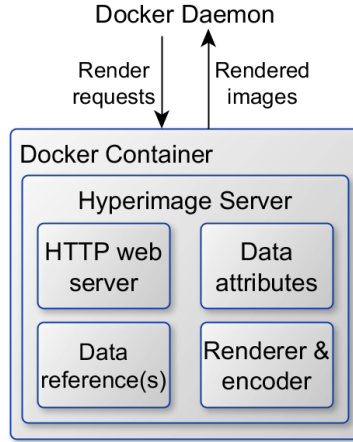 Docker Daemon
Render
requests
Rendered
images
Docker Container
Hyperimage Server
HTTP web
server
Data
attributes
Data
reference(s)
Renderer &
encoder